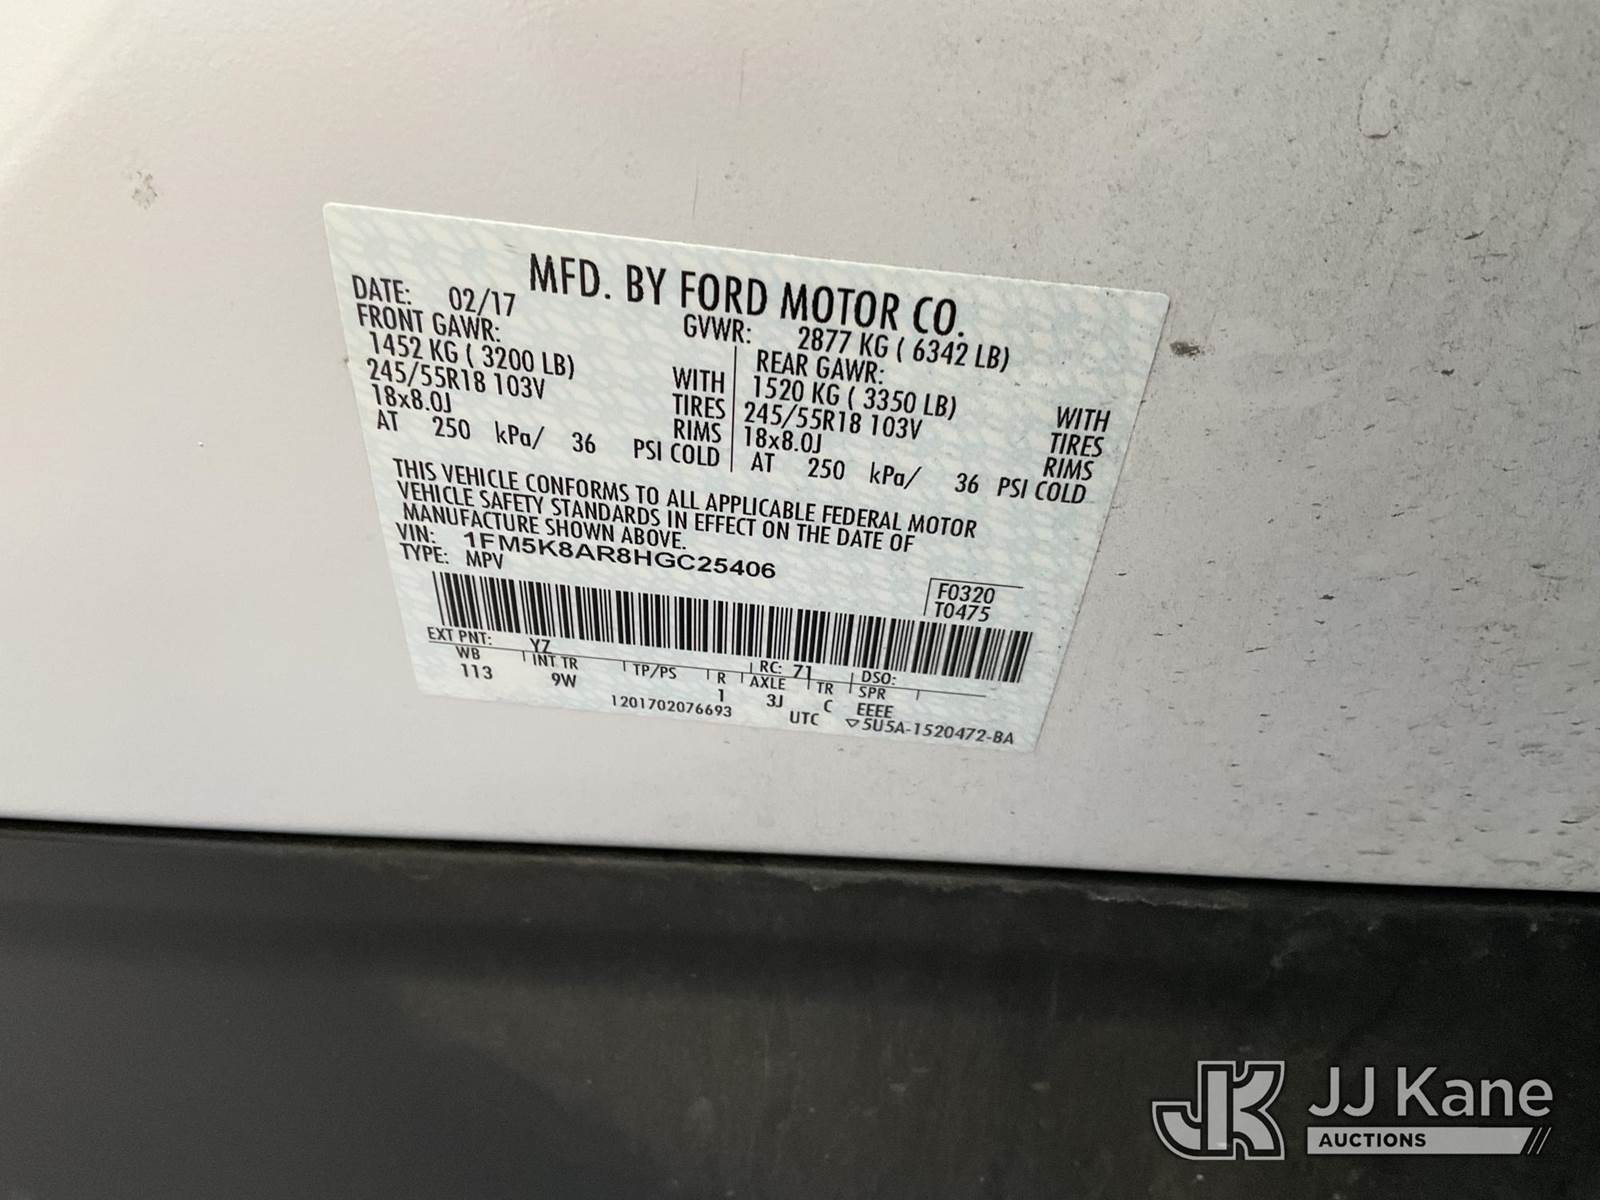 MFD. BY FORD MOTOR CO.
DATE: 02/17 GVWR: 2877 KG ( 6342 LB)
FRONT GAWR: REAR GAWR:
1452 KG ( 3200 LB) WITH 1520 KG ( 3350 LB) WITH
245/55R18 103V TIRES 245/55R18 103V TIRES
18x8.0J RIMS 18x8.0J RIMS
AT 250 kPa/ 36 PSI COLD AT 250 kPa/ 36 PSI COLD
THIS VEHICLE CONFORMS TO ALL APPLICABLE FEDERAL MOTOR
VEHICLE SAFETY STANDARDS IN EFFECT ON THE DATE OF
MANUFACTURE SHOWN ABOVE.
VIN: 1FM5K8AR8HGC25406
TYPE: MPV
F0320
T0475
EXT PNT: YZ RC: 71 DSO:
WB INT TR TP/PS R AXLE TR SPR
113 9W 1 3J C EEEE
1201702076693 UTC ▽5U5A-1520472-BA
JK JJ Kane
AUCTIONS